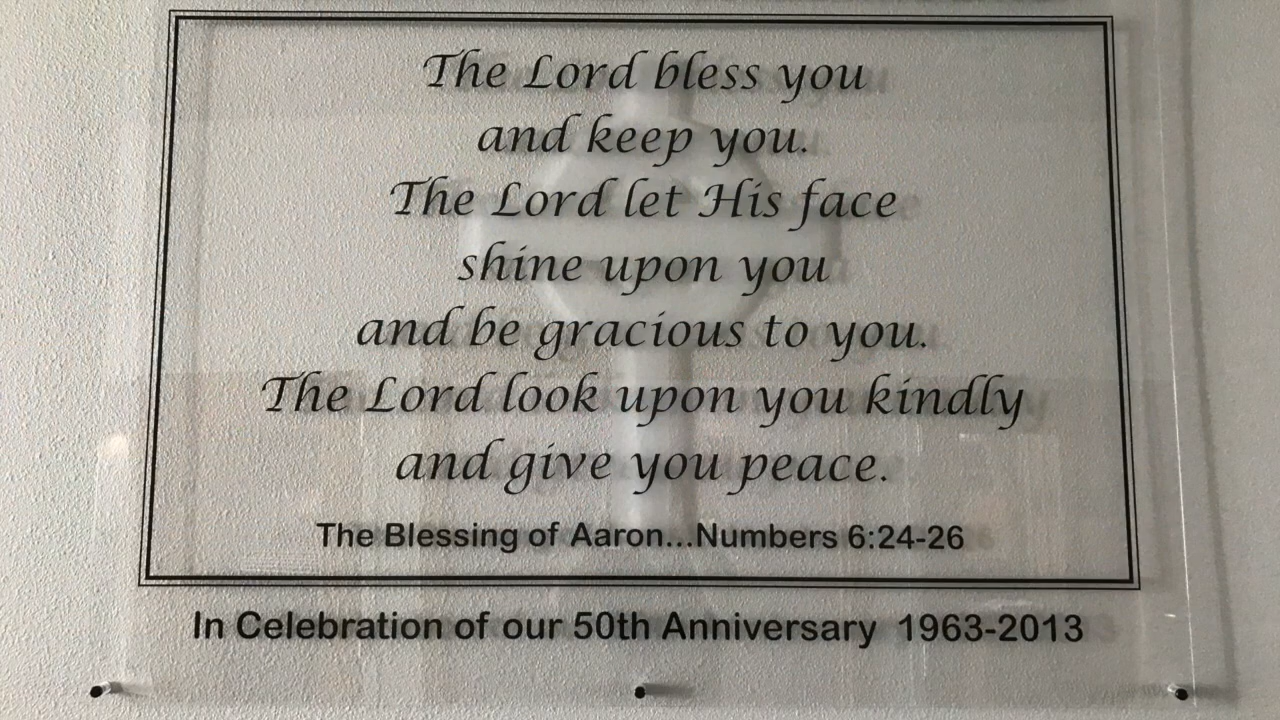 The Lord bless you
and keep you.
The Lord let His face
shine upon you
and be gracious to you.
The Lord look upon you kindly
and give you peace.
The Blessing of Aaron...Numbers 6:24-26
In Celebration of our 50th Anniversary 1963-2013